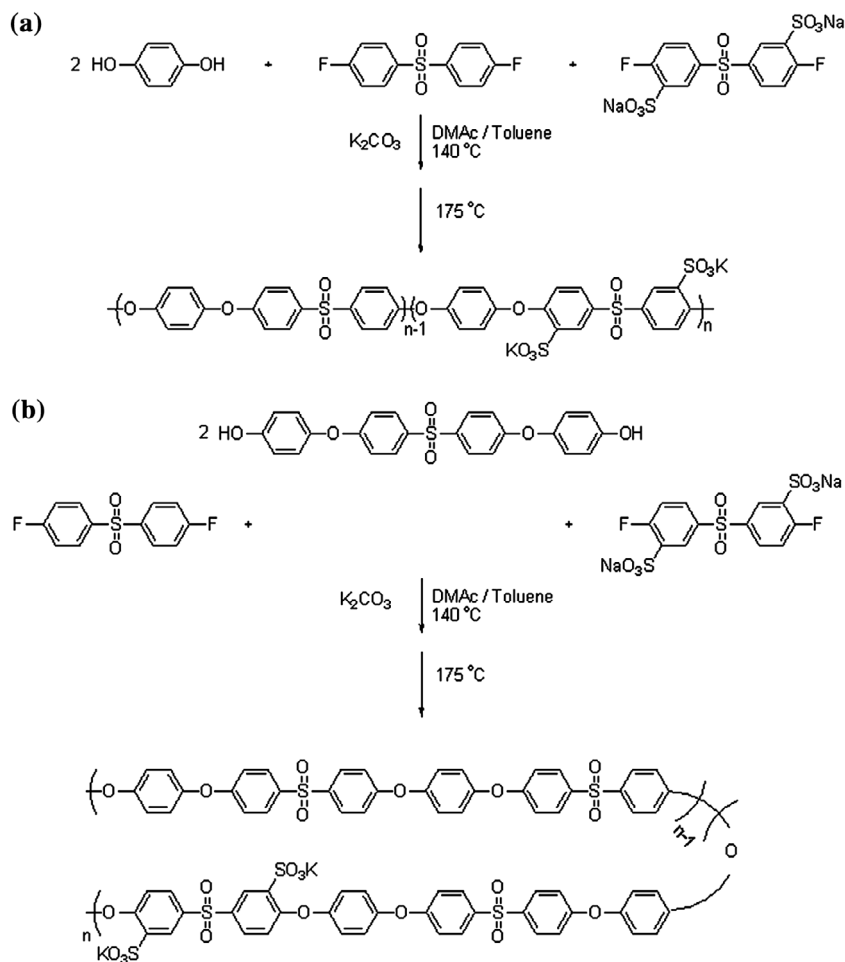 (a)
2 HO OH + F S O O F + F S O O F SO₃Na NaO₃S
K₂CO₃ DMAc / Toluene
140 °C
175 °C
( O O S O O ) n-1 ( O O S O O SO₃K KO₃S ) n
(b)
2 HO O S O O O OH
F S O O F + + F S O O F SO₃Na NaO₃S
K₂CO₃ DMAc / Toluene
140 °C
175 °C
( O O S O O O O S O O ) n-1
O
n ( O S O O SO₃K KO₃S O O S O O O